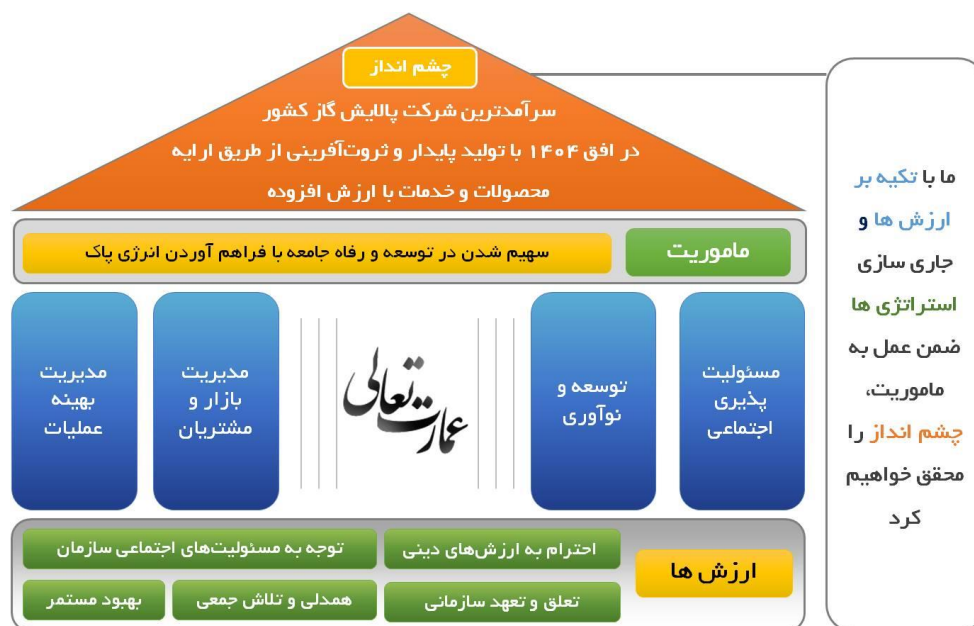 چشم انداز
سرآمدترین شرکت پالایش گاز کشور
در افق ۱۴۰۴ با تولید پایدار و ثروت‌آفرینی از طریق ارایه
محصولات و خدمات با ارزش افزوده
ماموریت
سهیم شدن در توسعه و رفاه جامعه با فراهم آوردن انرژی پاک
مسئولیت
پذیری
اجتماعی
توسعه و
نوآوری
عمارت تعالی
مدیریت
بازار و
مشتریان
مدیریت
بهینه
عملیات
ارزش ها
احترام به ارزش‌های دینی
توجه به مسئولیت‌های اجتماعی سازمان
تعلق و تعهد سازمانی
همدلی و تلاش جمعی
بهبود مستمر
ما با تکیه بر
ارزش ها و
جاری سازی
استراتژی ها
ضمن عمل به
ماموریت،
چشم انداز را
محقق خواهیم
کرد